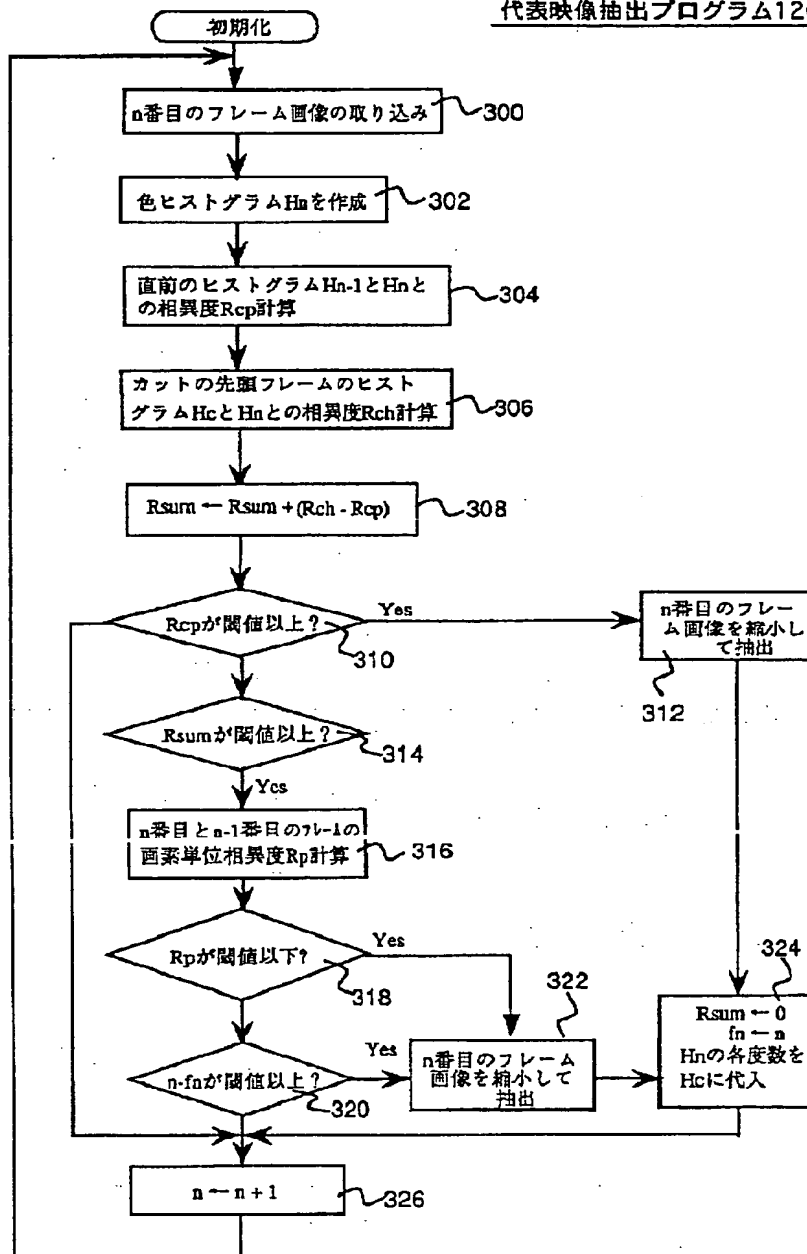 代表映像抽出プログラム12
初期化
n番目のフレーム画像の取り込み
300
色ヒストグラムHnを作成
302
直前のヒストグラムHn-1とHnと
の相異度Rcp計算
304
カットの先頭フレームのヒスト
グラムHcとHnとの相異度Rch計算
306
Rsum ← Rsum + (Rch - Rcp)
308
Rcpが閾値以上?
310
Yes
n番目のフレー
ム画像を縮小し
て抽出
312
Rsumが閾値以上?
314
Yes
n番目とn-1番目のフレームの
画素単位相異度Rp計算
316
Rpが閾値以下?
318
Yes
n-fnが閾値以上?
320
Yes
322
n番目のフレーム
画像を縮小して
抽出
324
Rsum ← 0
fn ← n
Hnの各度数を
Hcに代入
n ← n + 1
326